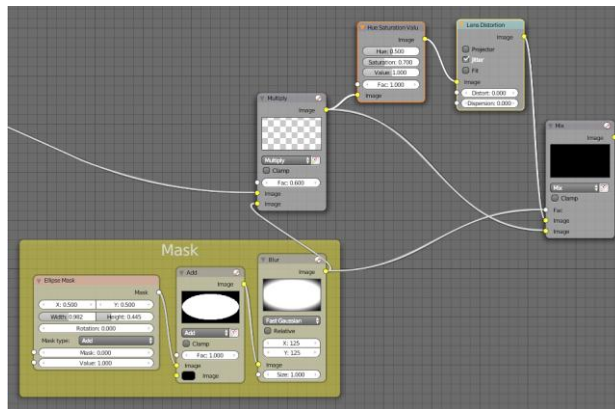 Hue Saturation Valu
Image
Hue: 0.500
Saturation: 0.700
Value: 1.000
Fac: 1.000
Image
Lens Distortion
Image
Projector
Jitter
Fit
Image
Distort: 0.000
Dispersion: 0.000
Multiply
Image
Multiply
Clamp
Fac: 0.600
Image
Image
Mix
Image
Mix
Clamp
Fac
Image
Image
Mask
Ellipse Mask
Mask
X: 0.500 Y: 0.500
Width: 0.982 Height: 0.445
Rotation: 0.000
Mask type: Add
Mask: 0.000
Value: 1.000
Add
Image
Add
Clamp
Fac: 1.000
Image
Image
Blur
Image
Fast Gaussian
Relative
X: 125
Y: 125
Image
Size: 1.000